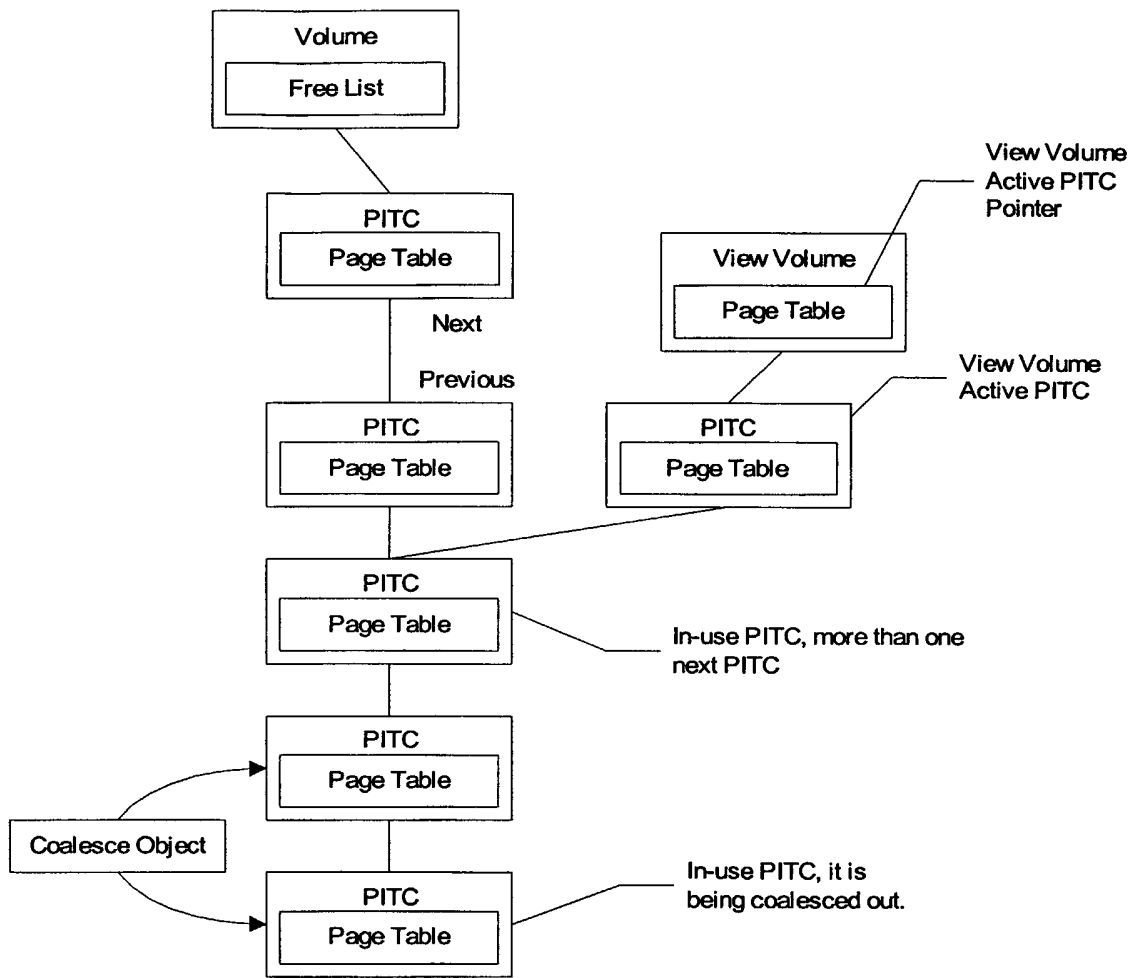 Volume
Free List
View Volume
Active PITC
Pointer
PITC
Page Table
View Volume
Page Table
Next
Previous
View Volume
Active PITC
PITC
Page Table
PITC
Page Table
PITC
Page Table
In-use PITC, more than one
next PITC
PITC
Page Table
Coalesce Object
In-use PITC, it is
being coalesced out.
PITC
Page Table